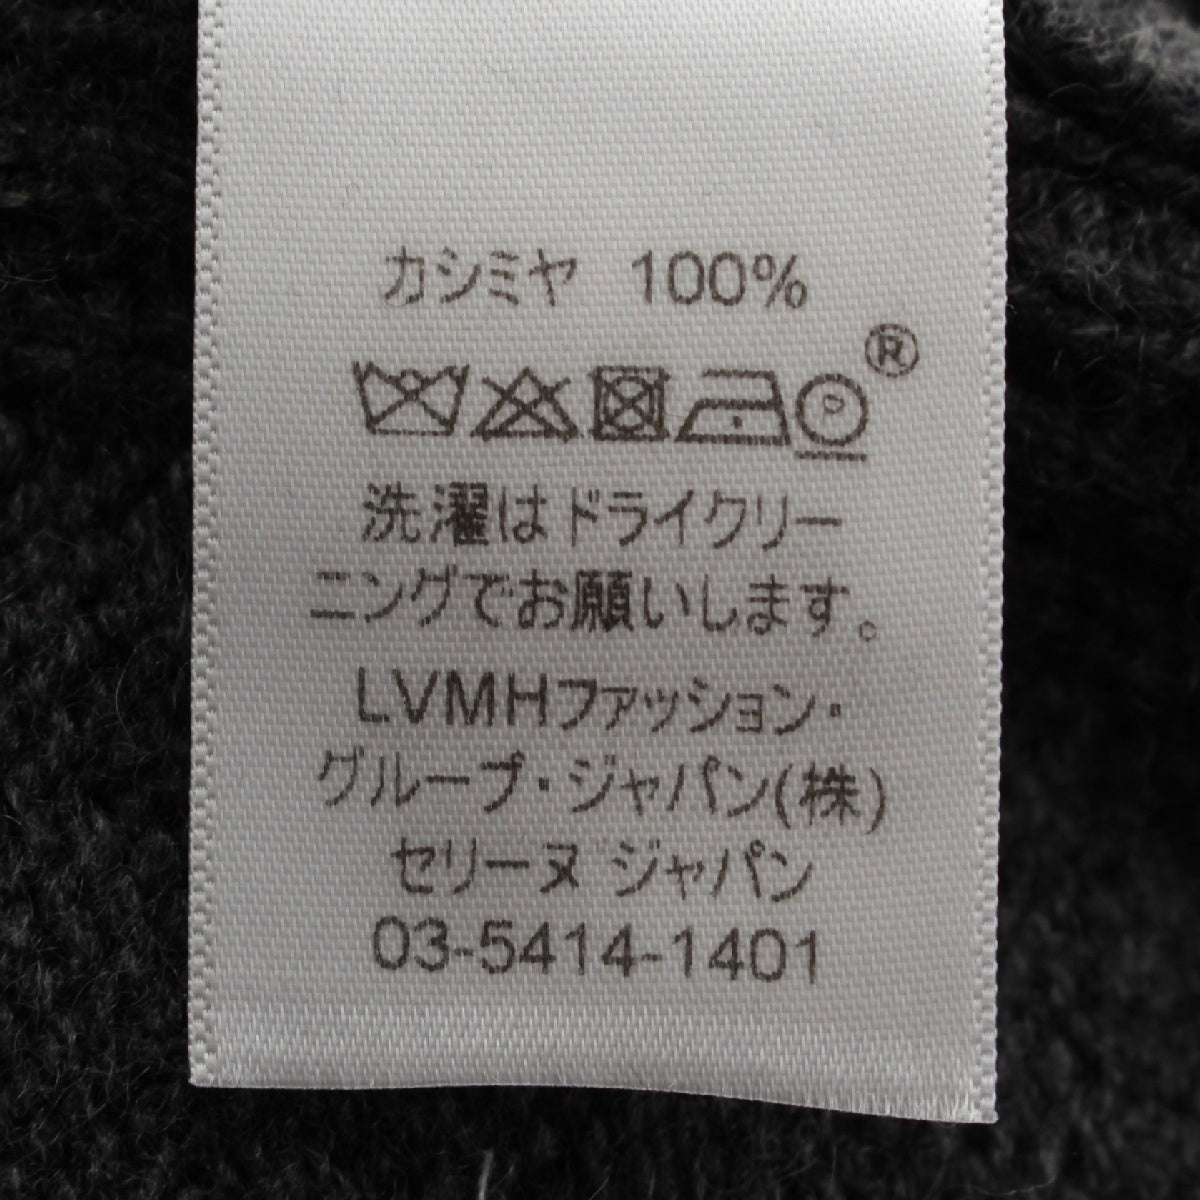 カシミヤ 100%
®
P
洗濯はドライクリー
ニングでお願いします。
LVMHファッション・
グループ・ジャパン(株)
セリーヌ ジャパン
03-5414-1401